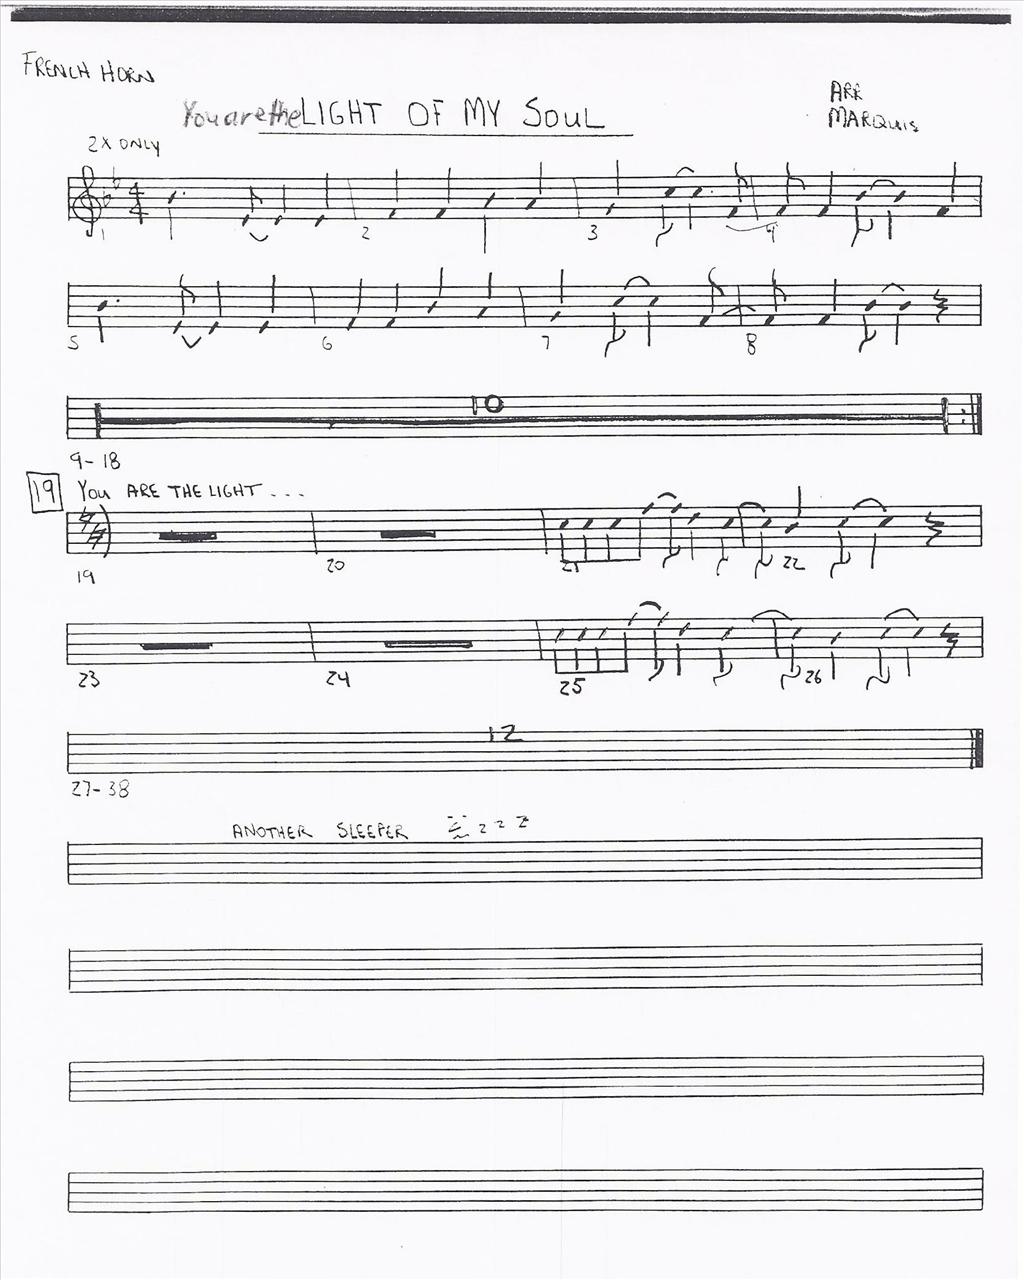 FRENCH HORN
You are the LIGHT OF MY SOUL
ARR
MARQUIS
2X ONLY
4
4
1 2 3 4
5 6 7 8
10
9-18
19 YOU ARE THE LIGHT...
19 20 21 22
23 24 25 26
12
27-38
ANOTHER SLEEPER z z z